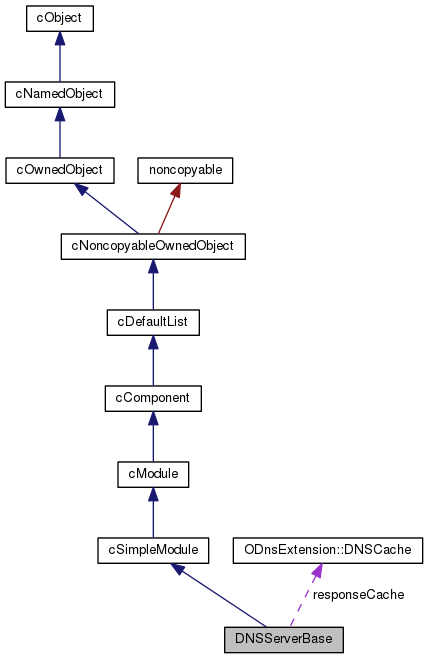 cObject
cNamedObject
cOwnedObject
noncopyable
cNoncopyableOwnedObject
cDefaultList
cComponent
cModule
cSimpleModule
ODnsExtension::DNSCache
responseCache
DNSServerBase